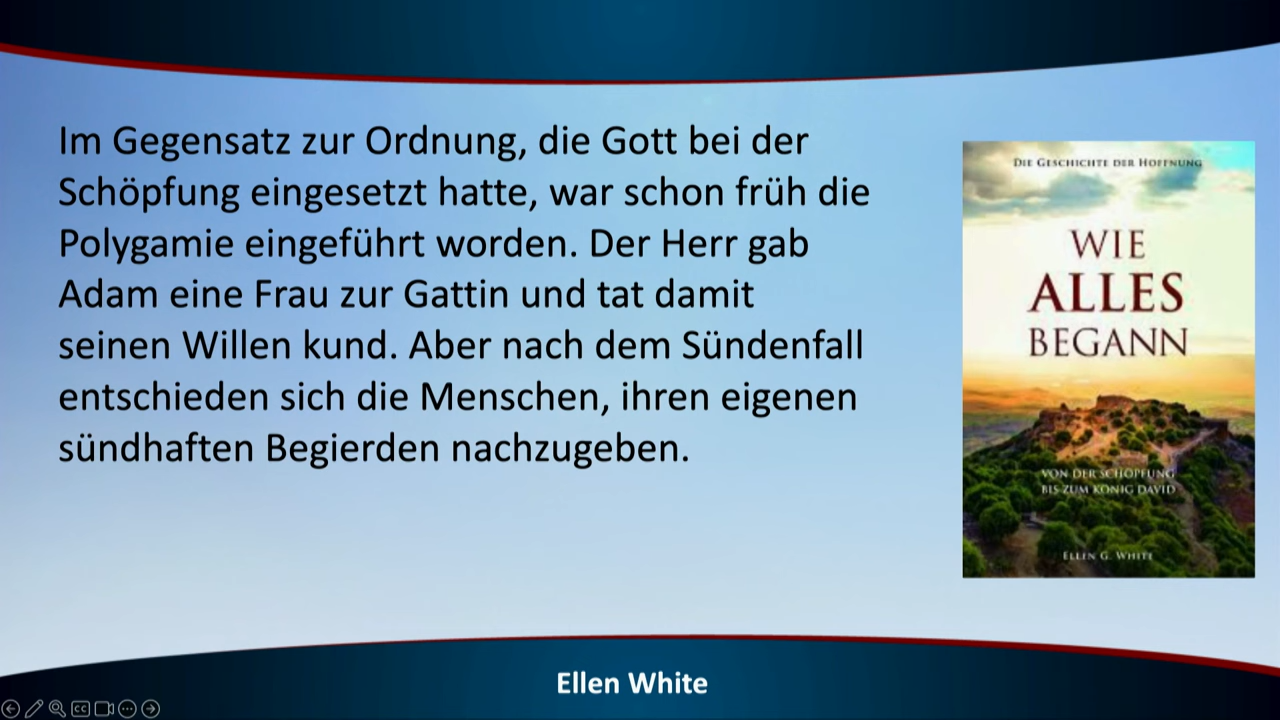 Im Gegensatz zur Ordnung, die Gott bei der
Schöpfung eingesetzt hatte, war schon früh die
Polygamie eingeführt worden. Der Herr gab
Adam eine Frau zur Gattin und tat damit
seinen Willen kund. Aber nach dem Sündenfall
entschieden sich die Menschen, ihren eigenen
sündhaften Begierden nachzugeben.
Die Geschichte der Hoffnung
WIE
ALLES
BEGANN
VON DER SCHÖPFUNG
BIS ZUM KÖNIG DAVID
Ellen G. White
Ellen White
CC